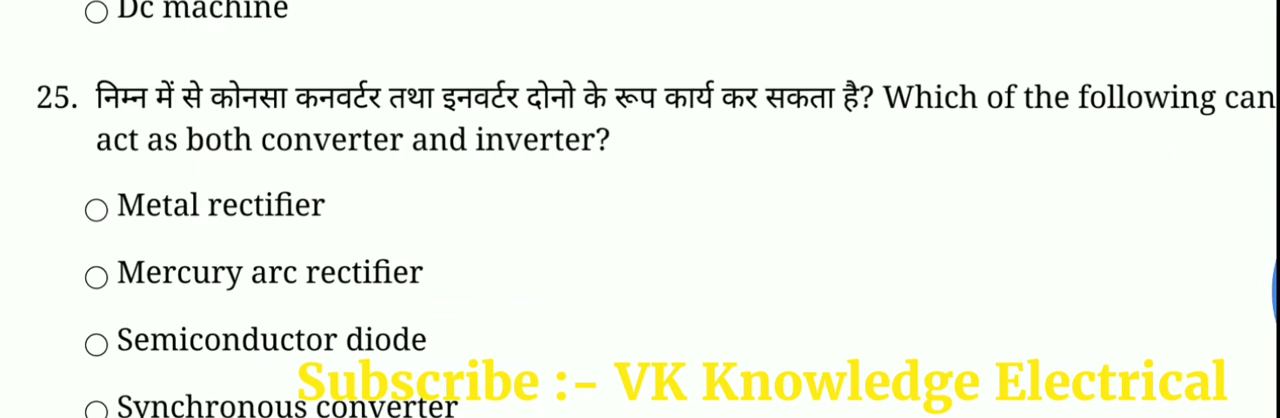 Dc machine
25. निम्न में से कोनसा कनवर्टर तथा इनवर्टर दोनो के रूप कार्य कर सकता है? Which of the following can
act as both converter and inverter?
Metal rectifier
Mercury arc rectifier
Semiconductor diode
Subscribe :- VK Knowledge Electrical
Synchronous converter